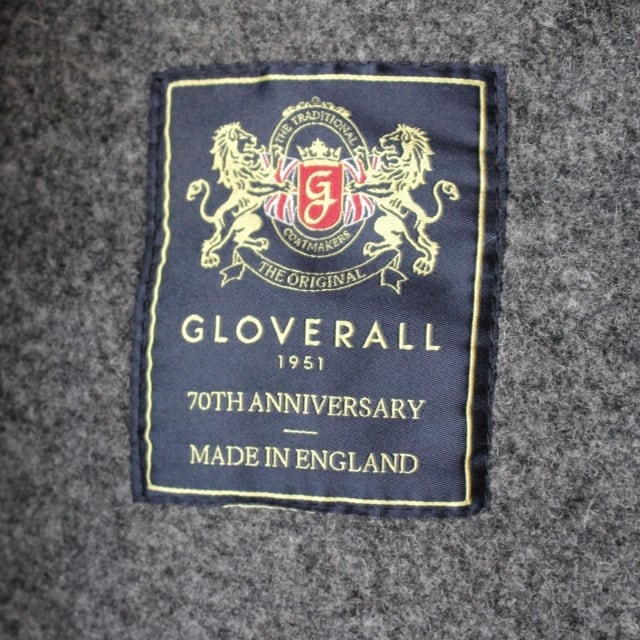 THE TRADITIONAL
G
COATMAKERS
THE ORIGINAL
GLOVERALL
1951
70TH ANNIVERSARY
MADE IN ENGLAND